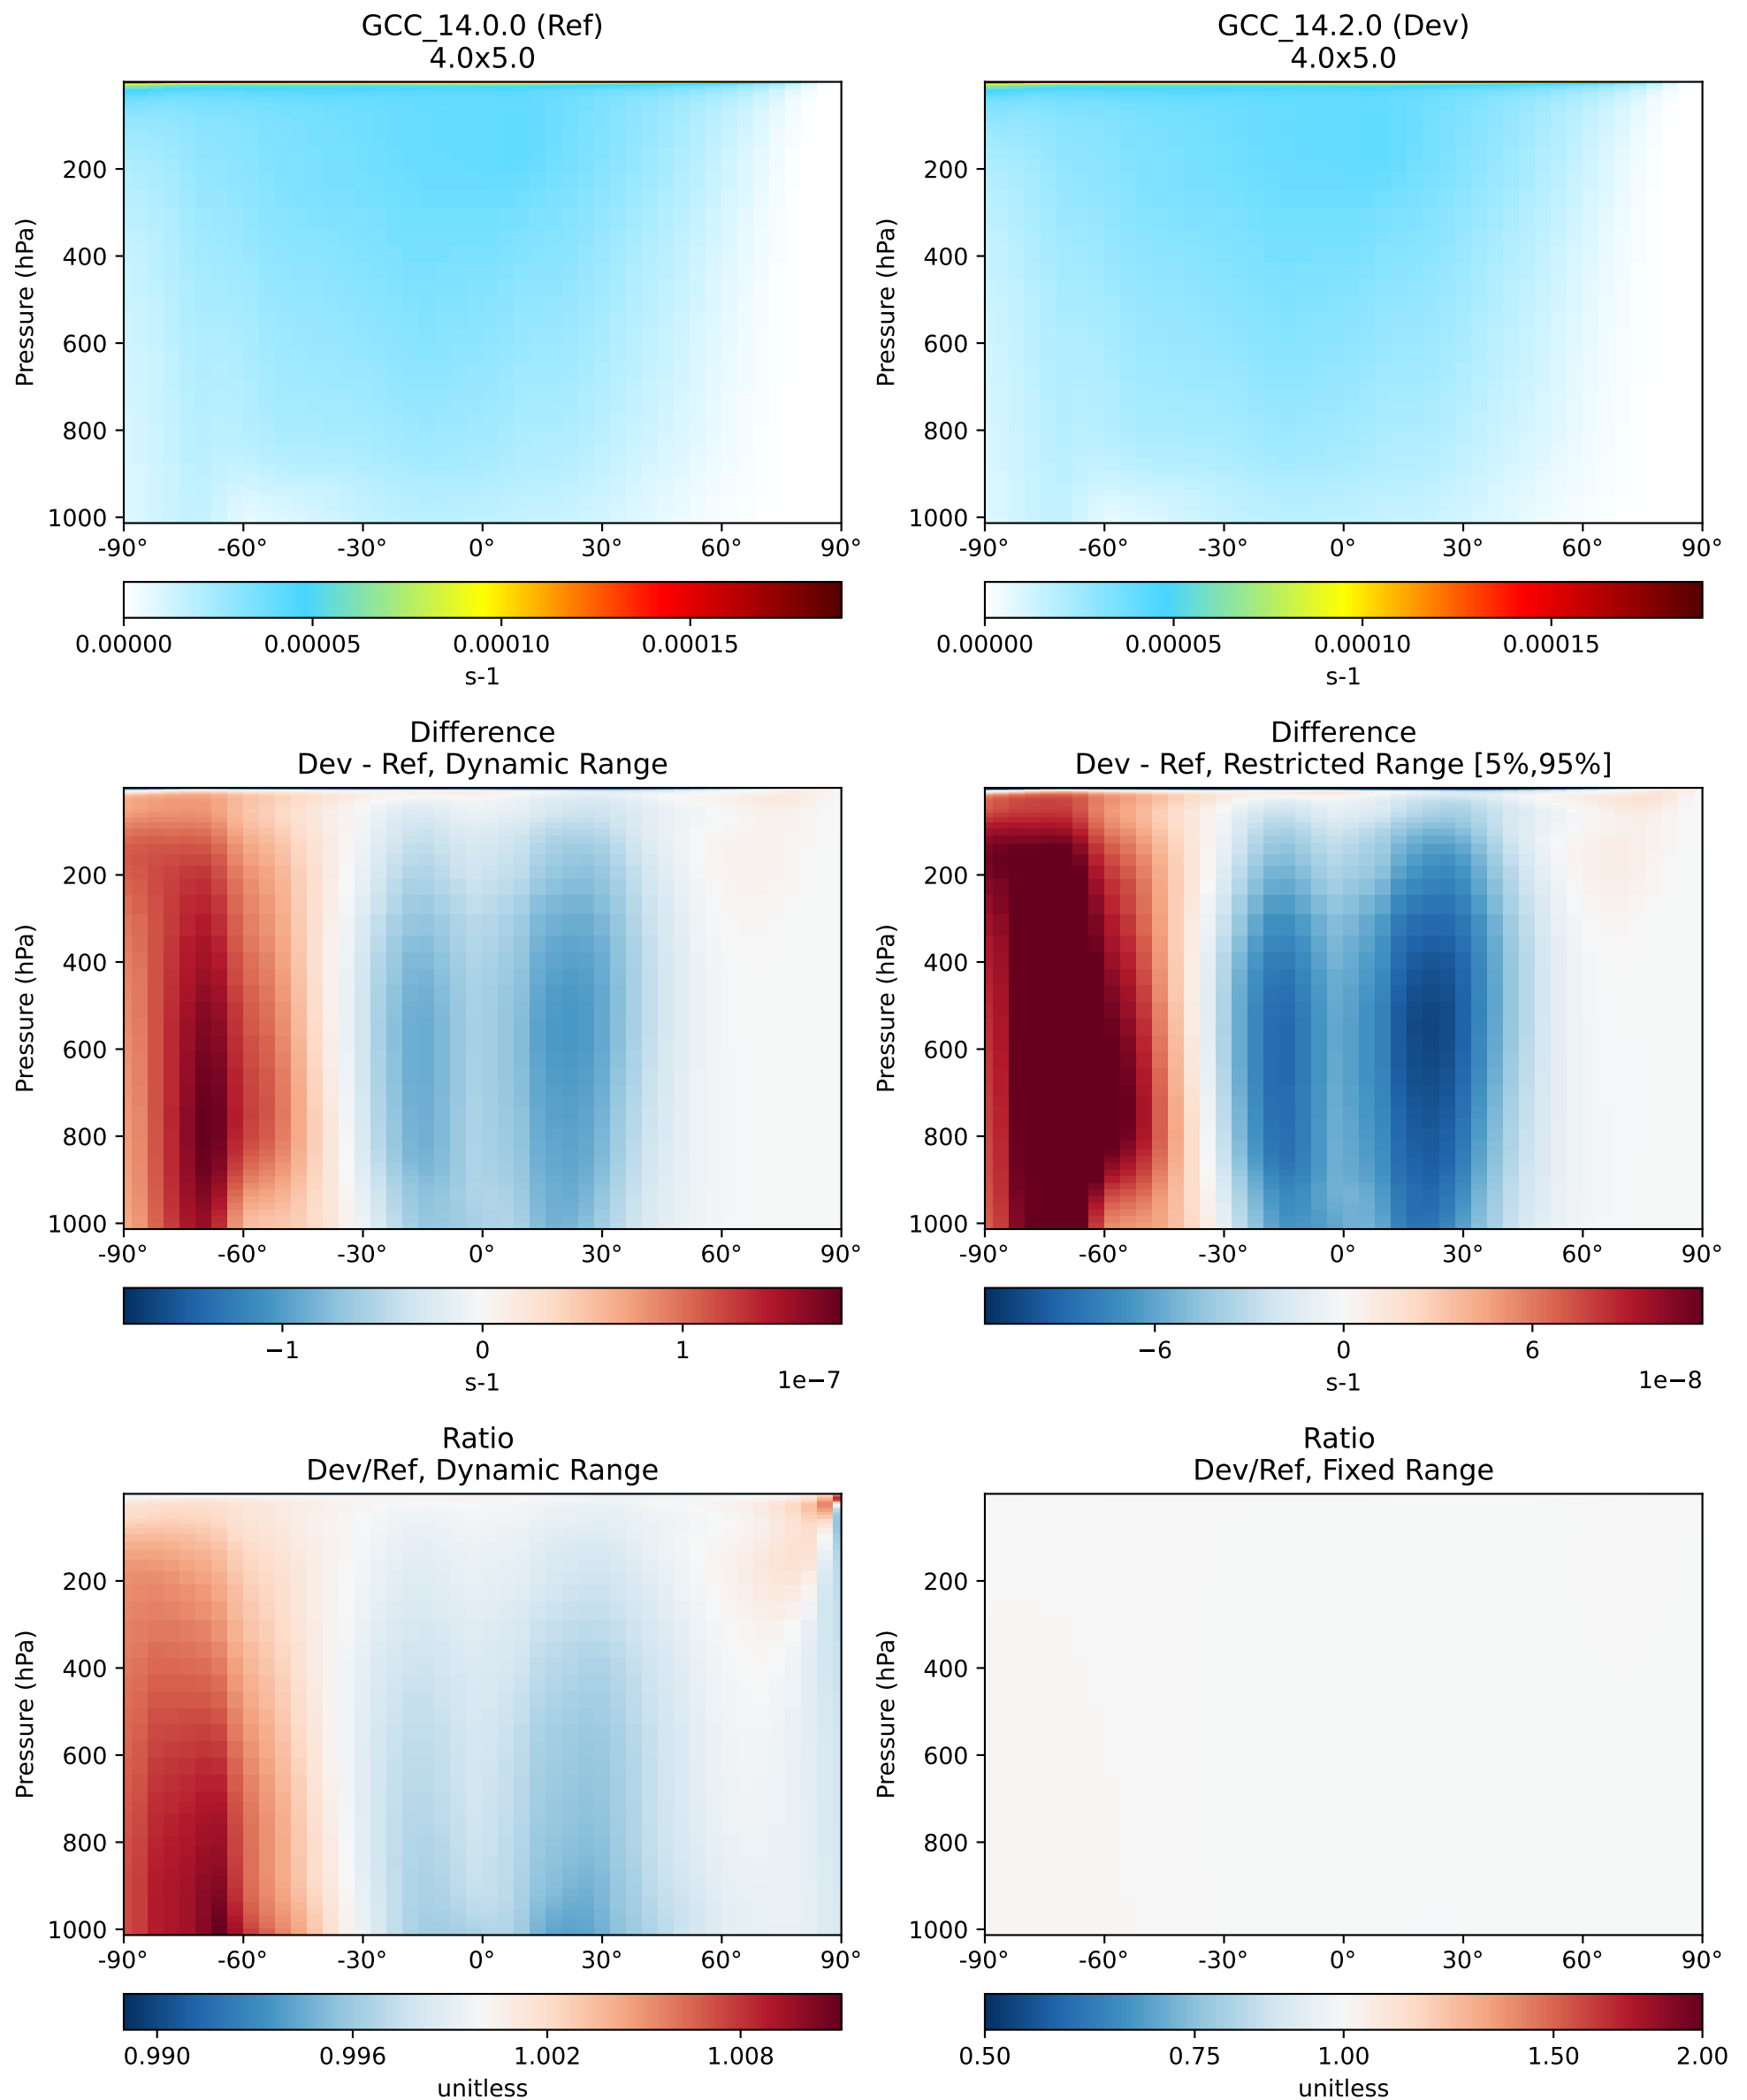 GCC_14.0.0 (Ref)
4.0x5.0
Pressure (hPa)
200
400
600
800
1000
-90° -60° -30° 0° 30° 60° 90°
0.00000 0.00005 0.00010 0.00015
s-1
GCC_14.2.0 (Dev)
4.0x5.0
Pressure (hPa)
200
400
600
800
1000
-90° -60° -30° 0° 30° 60° 90°
0.00000 0.00005 0.00010 0.00015
s-1
Difference
Dev - Ref, Dynamic Range
Pressure (hPa)
200
400
600
800
1000
-90° -60° -30° 0° 30° 60° 90°
−1 0 1
s-1 1e−7
Difference
Dev - Ref, Restricted Range [5%,95%]
Pressure (hPa)
200
400
600
800
1000
-90° -60° -30° 0° 30° 60° 90°
−6 0 6
s-1 1e−8
Ratio
Dev/Ref, Dynamic Range
Pressure (hPa)
200
400
600
800
1000
-90° -60° -30° 0° 30° 60° 90°
0.990 0.996 1.002 1.008
unitless
Ratio
Dev/Ref, Fixed Range
Pressure (hPa)
200
400
600
800
1000
-90° -60° -30° 0° 30° 60° 90°
0.50 0.75 1.00 1.50 2.00
unitless